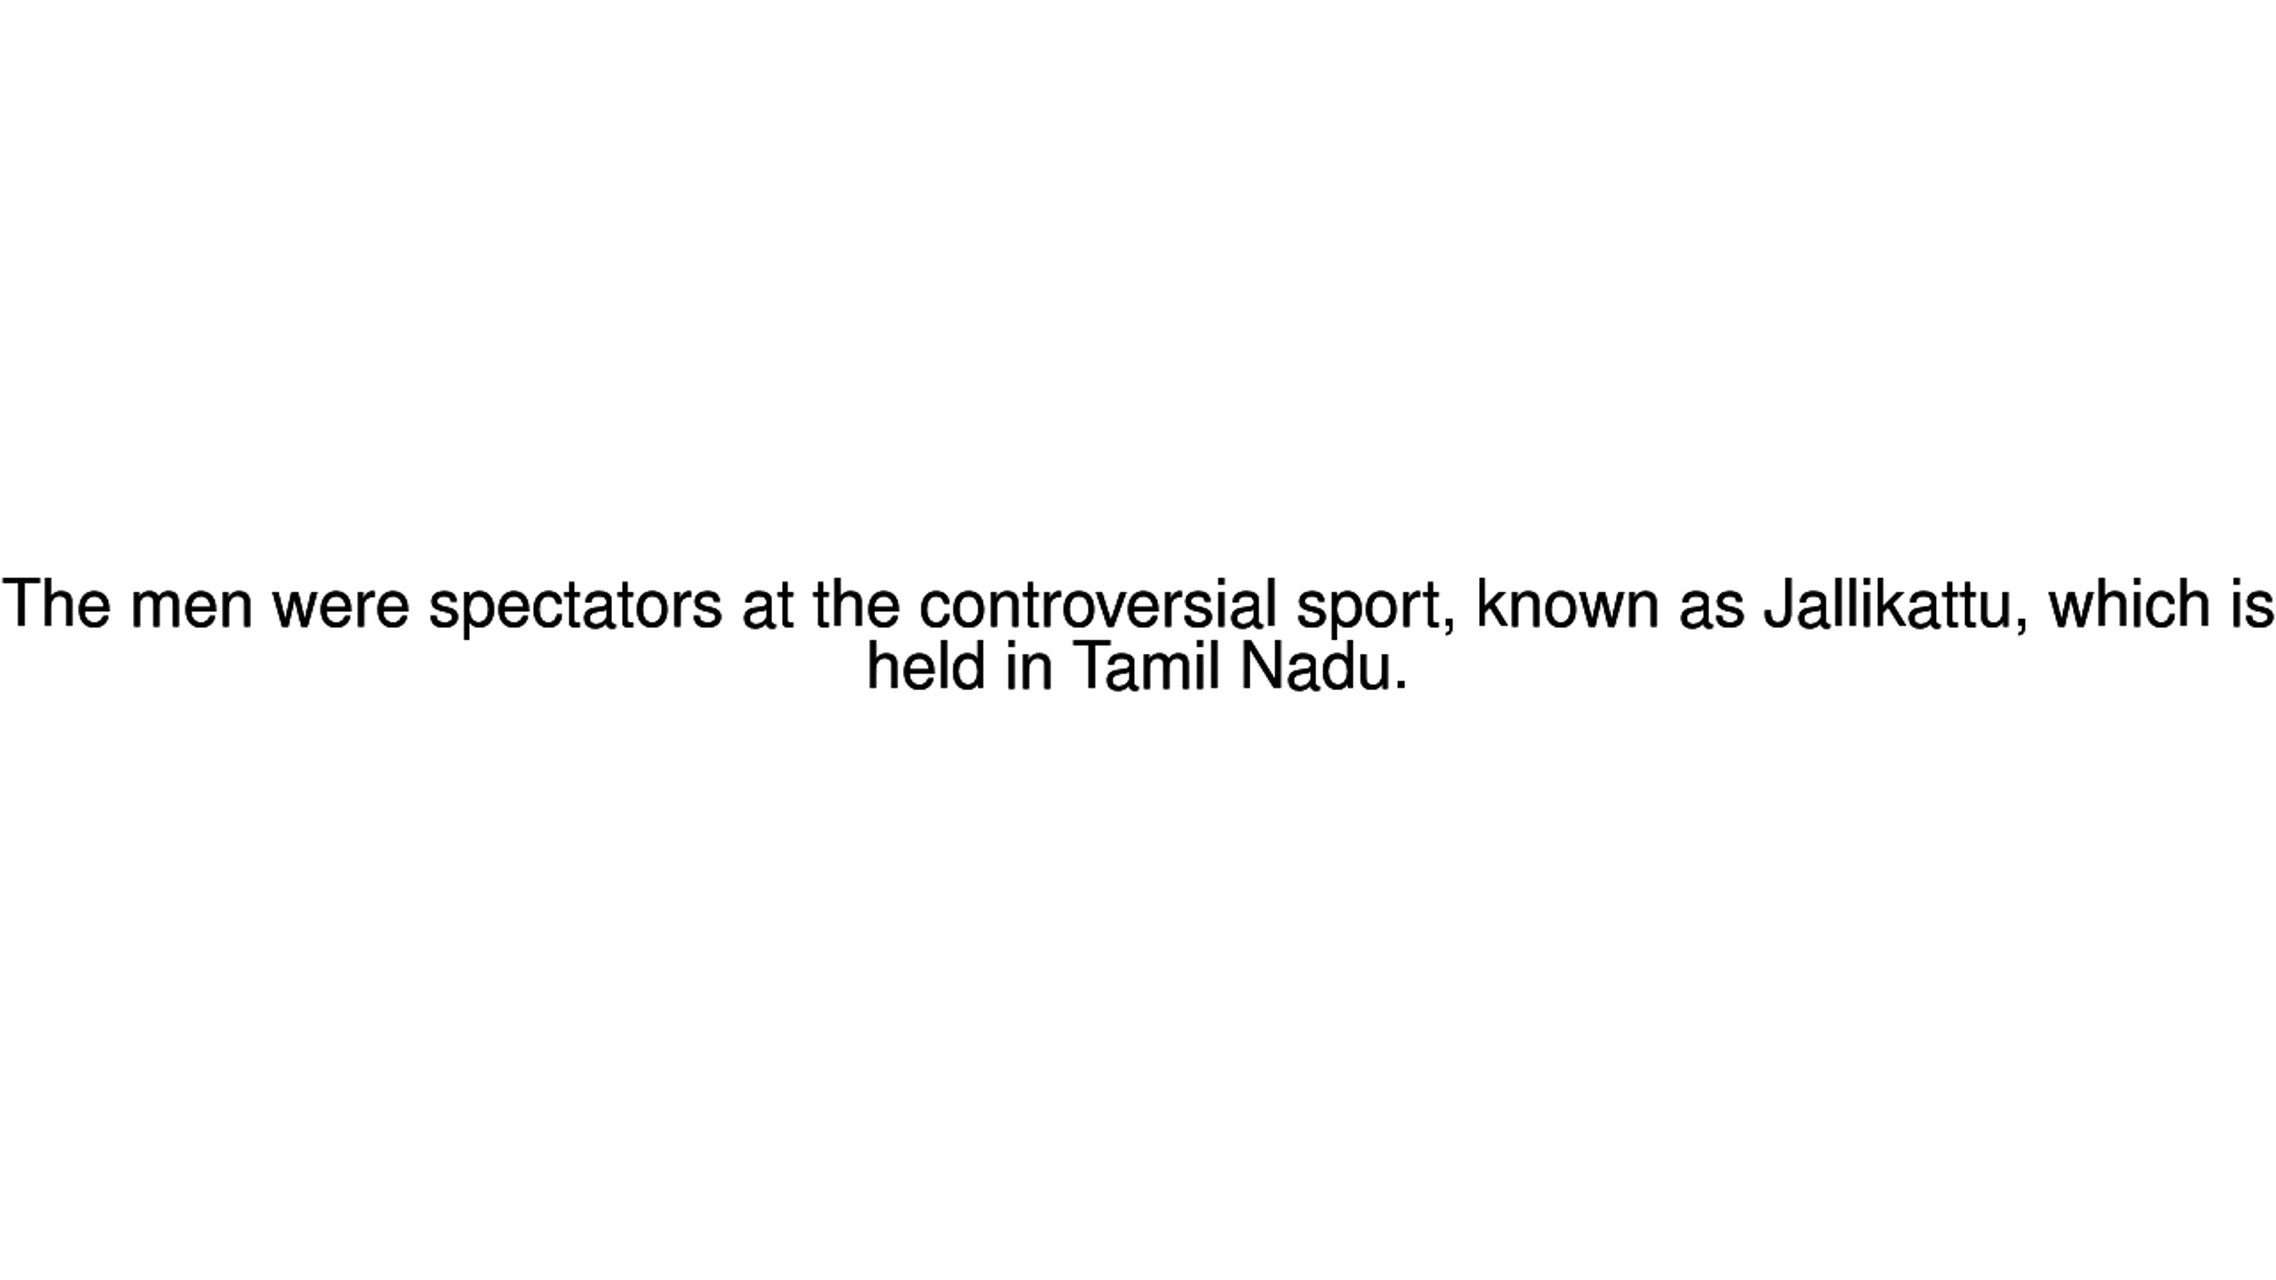 The men were spectators at the controversial sport, known as Jallikattu, which is
held in Tamil Nadu.